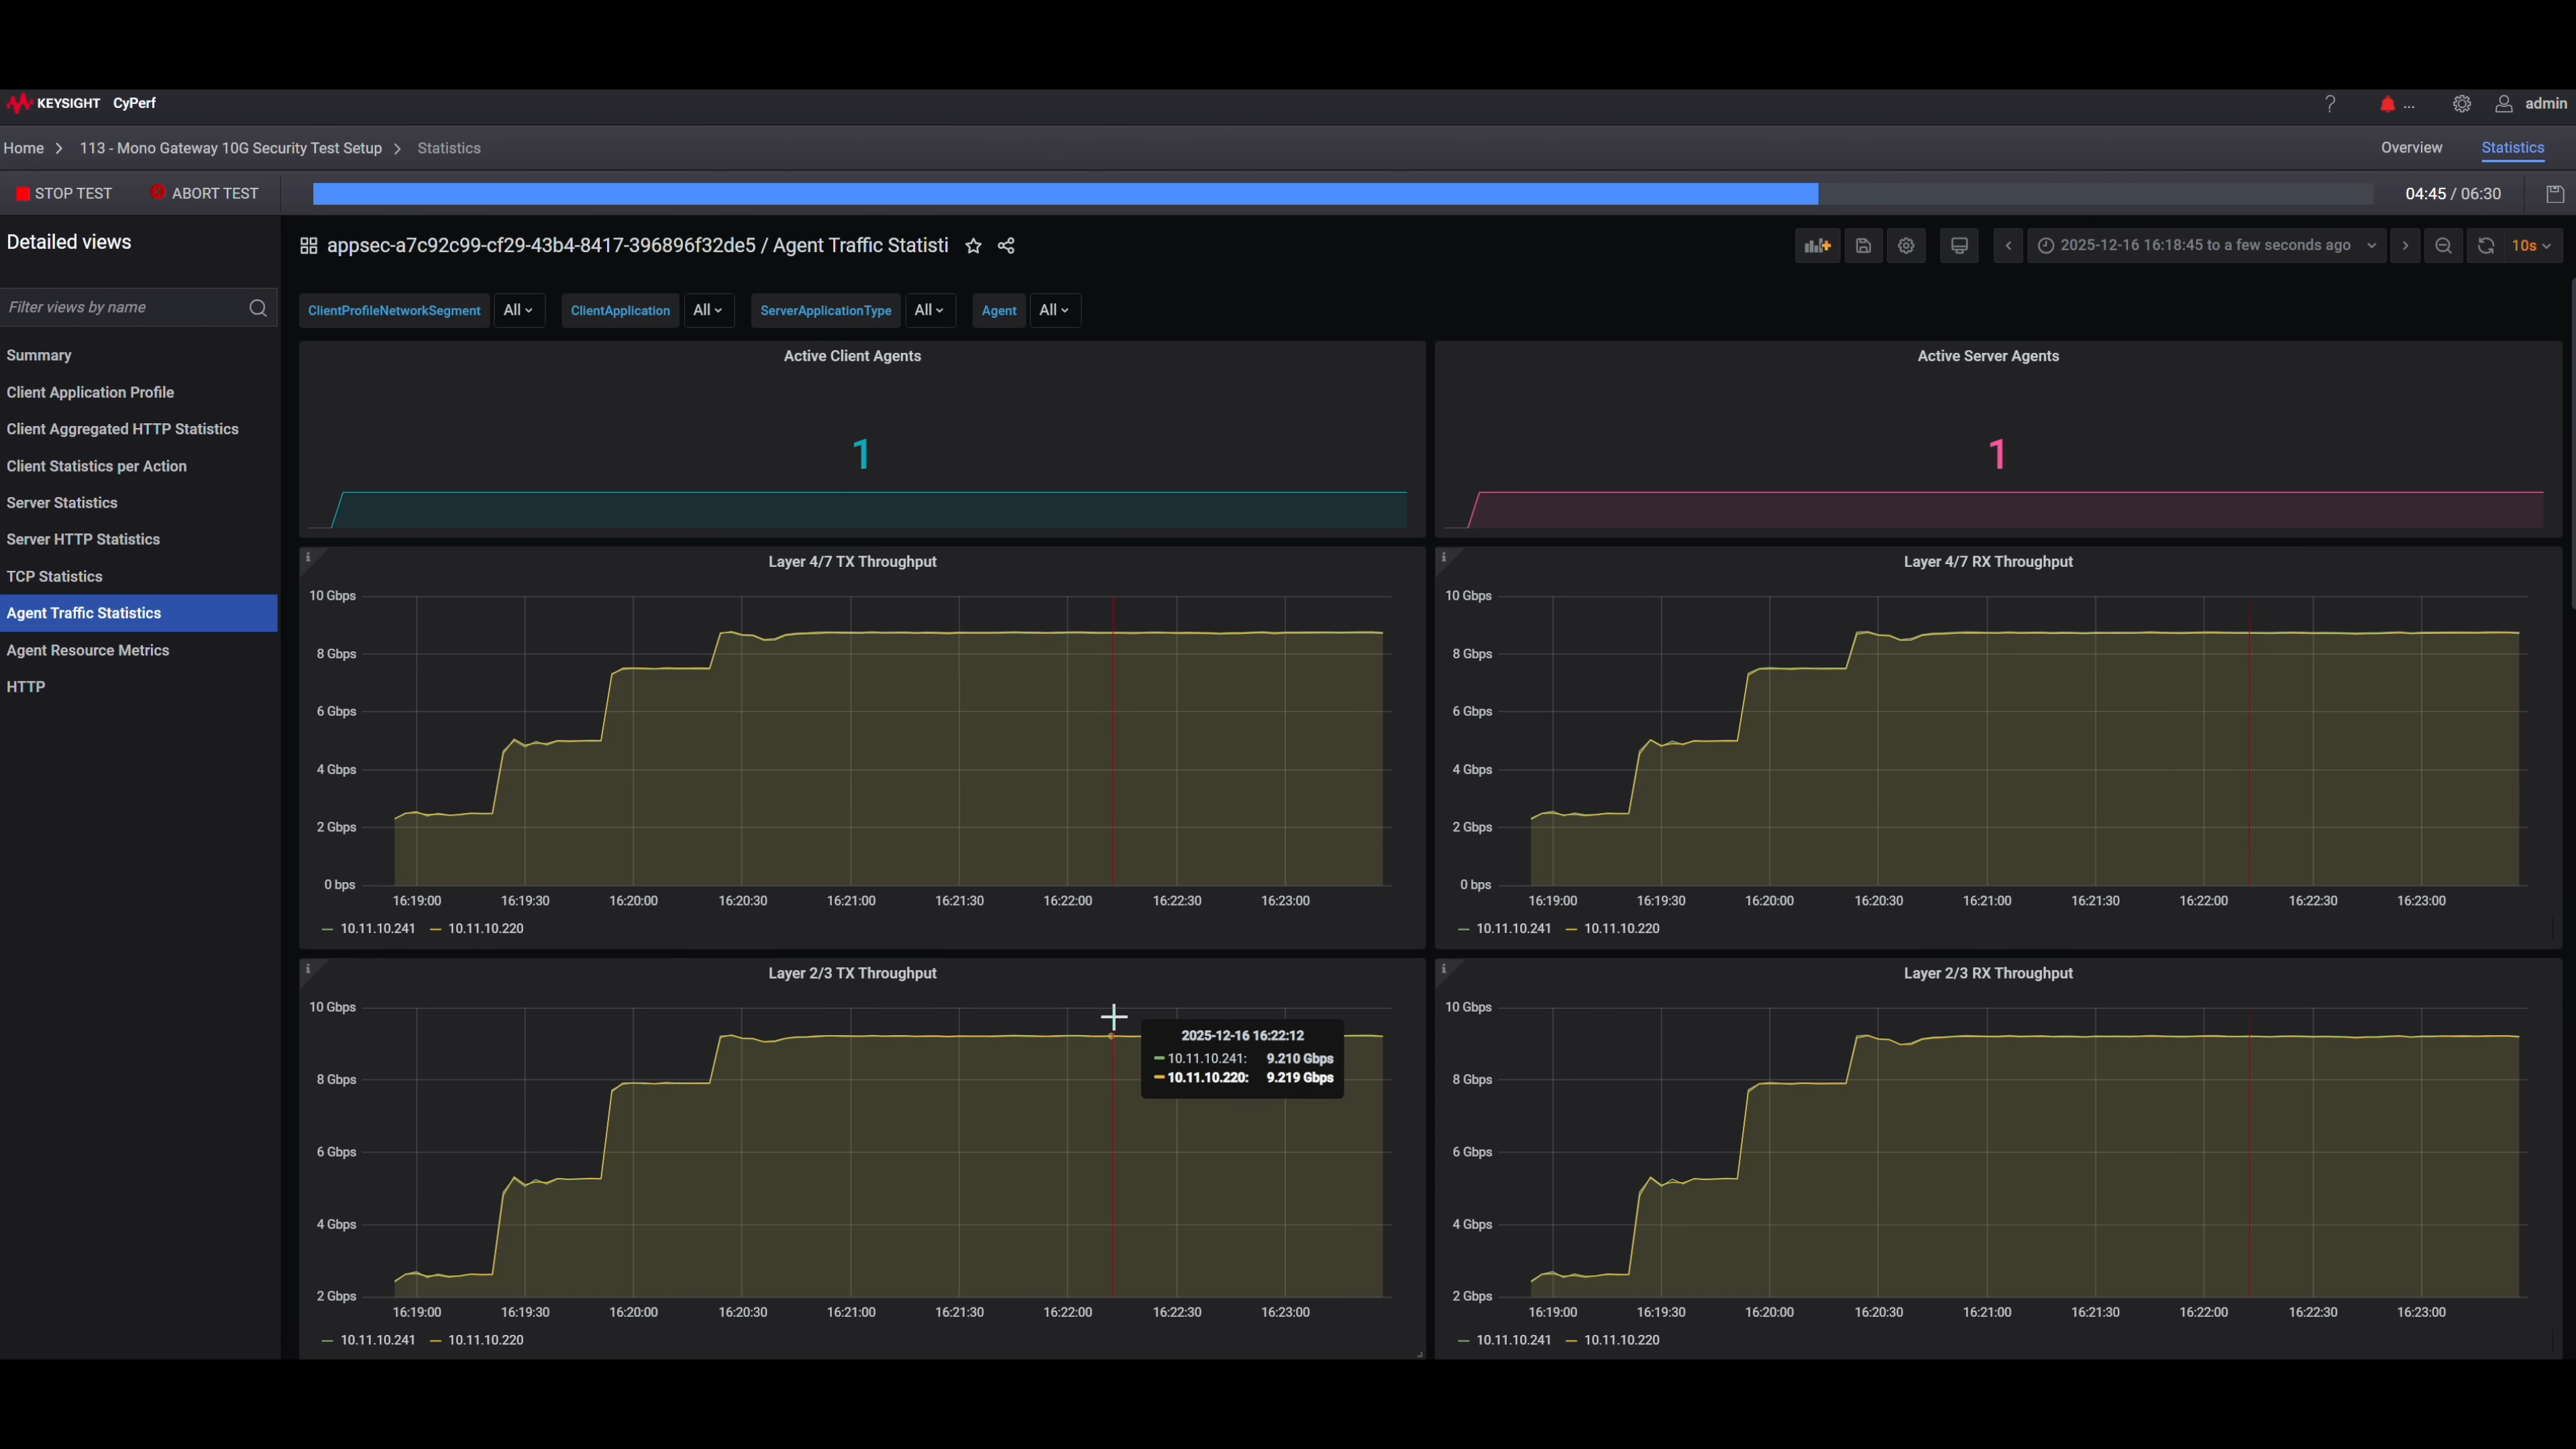 KEYSIGHT CyPerf
? ... admin
Home > 113 - Mono Gateway 10G Security Test Setup > Statistics
Overview Statistics
STOP TEST ABORT TEST 04:45 / 06:30
Detailed views
Filter views by name
Summary
Client Application Profile
Client Aggregated HTTP Statistics
Client Statistics per Action
Server Statistics
Server HTTP Statistics
TCP Statistics
Agent Traffic Statistics
Agent Resource Metrics
HTTP
appsec-a7c92c99-cf29-43b4-8417-396896f32de5 / Agent Traffic Statisti
2025-12-16 16:18:45 to a few seconds ago 10s
ClientProfileNetworkSegment All ClientApplication All ServerApplicationType All Agent All
Active Client Agents
1
Active Server Agents
1
Layer 4/7 TX Throughput
10 Gbps
8 Gbps
6 Gbps
4 Gbps
2 Gbps
0 bps
16:19:00 16:19:30 16:20:00 16:20:30 16:21:00 16:21:30 16:22:00 16:22:30 16:23:00
10.11.10.241 10.11.10.220
Layer 4/7 RX Throughput
10 Gbps
8 Gbps
6 Gbps
4 Gbps
2 Gbps
0 bps
16:19:00 16:19:30 16:20:00 16:20:30 16:21:00 16:21:30 16:22:00 16:22:30 16:23:00
10.11.10.241 10.11.10.220
Layer 2/3 TX Throughput
10 Gbps
8 Gbps
6 Gbps
4 Gbps
2 Gbps
2025-12-16 16:22:12
10.11.10.241: 9.210 Gbps
10.11.10.220: 9.219 Gbps
16:19:00 16:19:30 16:20:00 16:20:30 16:21:00 16:21:30 16:22:00 16:22:30 16:23:00
10.11.10.241 10.11.10.220
Layer 2/3 RX Throughput
10 Gbps
8 Gbps
6 Gbps
4 Gbps
2 Gbps
16:19:00 16:19:30 16:20:00 16:20:30 16:21:00 16:21:30 16:22:00 16:22:30 16:23:00
10.11.10.241 10.11.10.220